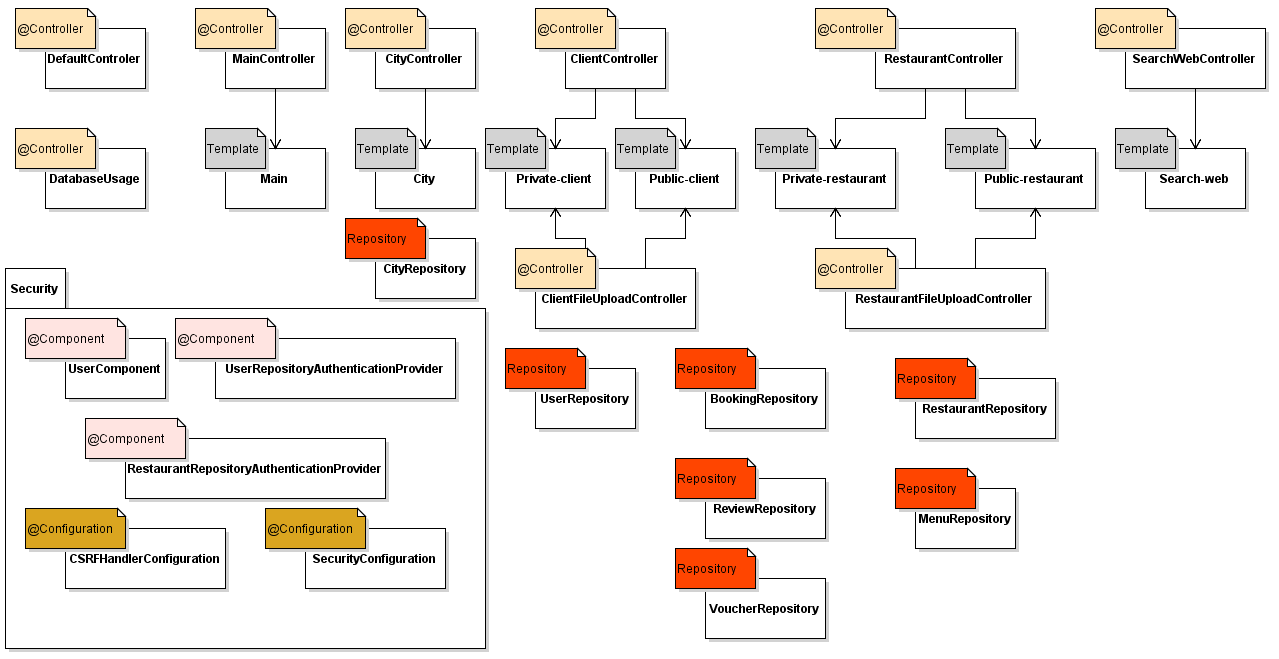 @Controller
DefaultControler
@Controller
MainController
@Controller
CityController
@Controller
ClientController
@Controller
RestaurantController
@Controller
SearchWebController
@Controller
DatabaseUsage
Template
Main
Template
City
Template
Private-client
Template
Public-client
Template
Private-restaurant
Template
Public-restaurant
Template
Search-web
Repository
CityRepository
@Controller
ClientFileUploadController
@Controller
RestaurantFileUploadController
Security
@Component
UserComponent
@Component
UserRepositoryAuthenticationProvider
@Component
RestaurantRepositoryAuthenticationProvider
@Configuration
CSRFHandlerConfiguration
@Configuration
SecurityConfiguration
Repository
UserRepository
Repository
BookingRepository
Repository
RestaurantRepository
Repository
ReviewRepository
Repository
MenuRepository
Repository
VoucherRepository